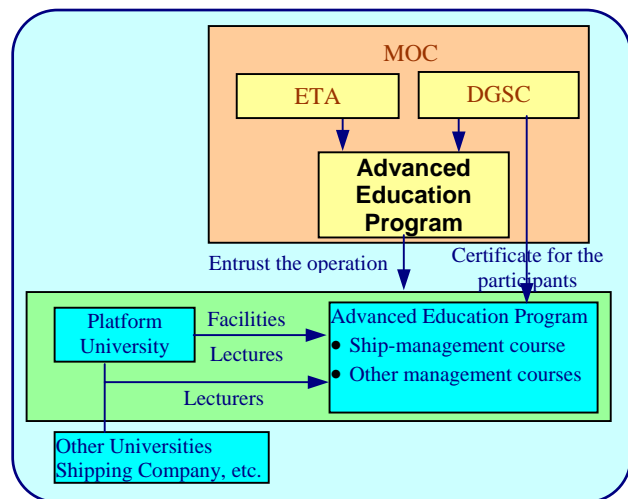 MOC
ETA
DGSC
Advanced
Education
Program
Entrust the operation
Certificate for the
participants
Platform
University
Facilities
Lectures
Lecturers
Advanced Education Program
• Ship-management course
• Other management courses
Other Universities
Shipping Company, etc.